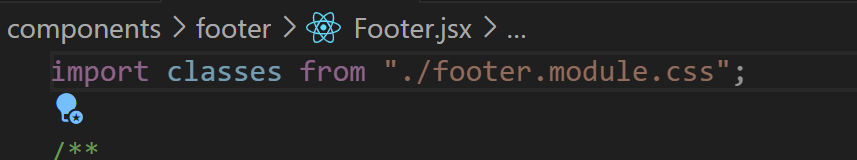 components > footer > Footer.jsx > ...
import classes from "./footer.module.css";
/**